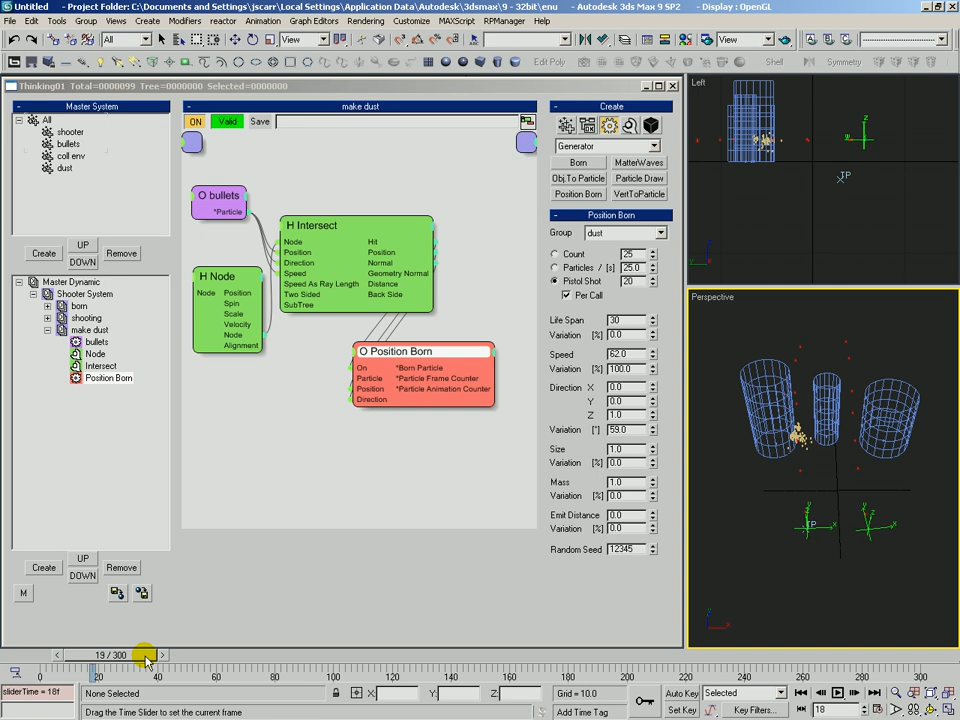 Untitled - Project Folder: C:\Documents and Settings\jscarr\Local Settings\Application Data\Autodesk\3dsmax\9 - 32bit\enu - Autodesk 3ds Max 9 SP2 - Display : OpenGL
File Edit Tools Group Views Create Modifiers reactor Animation Graph Editors Rendering Customize MAXScript RPManager Help
All View View
Edit Poly Shell Symmetry
Thinking01 Total=0000099 Tree=0000000 Selected=0000000
Master System
All
shooter
bullets
coll env
dust
Create UP DOWN Remove
Master Dynamic
Shooter System
born
shooting
make dust
bullets
Node
Intersect
Position Born
Create UP DOWN Remove
M
make dust
ON Valid Save
O bullets
*Particle
H Node
Node Position
Spin
Scale
Velocity
Node
Alignment
H Intersect
Node Hit
Position Position
Direction Normal
Speed Geometry Normal
Speed As Ray Length Distance
Two Sided Back Side
SubTree
O Position Born
On *Born Particle
Particle *Particle Frame Counter
Position *Particle Animation Counter
Direction
Create
Generator
Born MatterWaves
Obj.To Particle Particle Draw
Position Born VertToParticle
Position Born
Group dust
Count 25
Particles / [s] 25.0
Pistol Shot 20
Per Call
Life Span 30
Variation [%] 0.0
Speed 62.0
Variation [%] 100.0
Direction X 0.0
Y 0.0
Z 1.0
Variation [°] 59.0
Size 1.0
Variation [%] 0.0
Mass 1.0
Variation [%] 0.0
Emit Distance 0.0
Variation [%] 0.0
Random Seed 12345
Left
z
TP
Perspective
TP
z
x
19 / 300
20 40 60 80 100 120 140 160 180 200 220 240 260 280 300
sliderTime = 18f None Selected X: Y: Z: Grid = 10.0 Auto Key Selected
Drag the Time Slider to set the current frame Add Time Tag Set Key Key Filters... 18